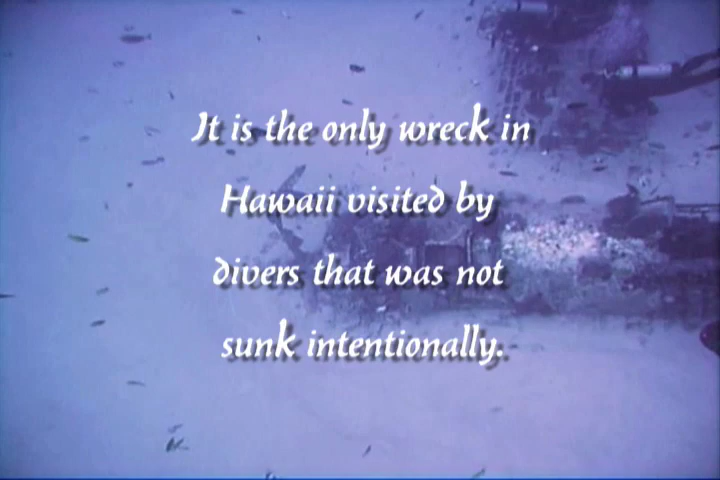 It is the only wreck in
Hawaii visited by
divers that was not
sunk intentionally.